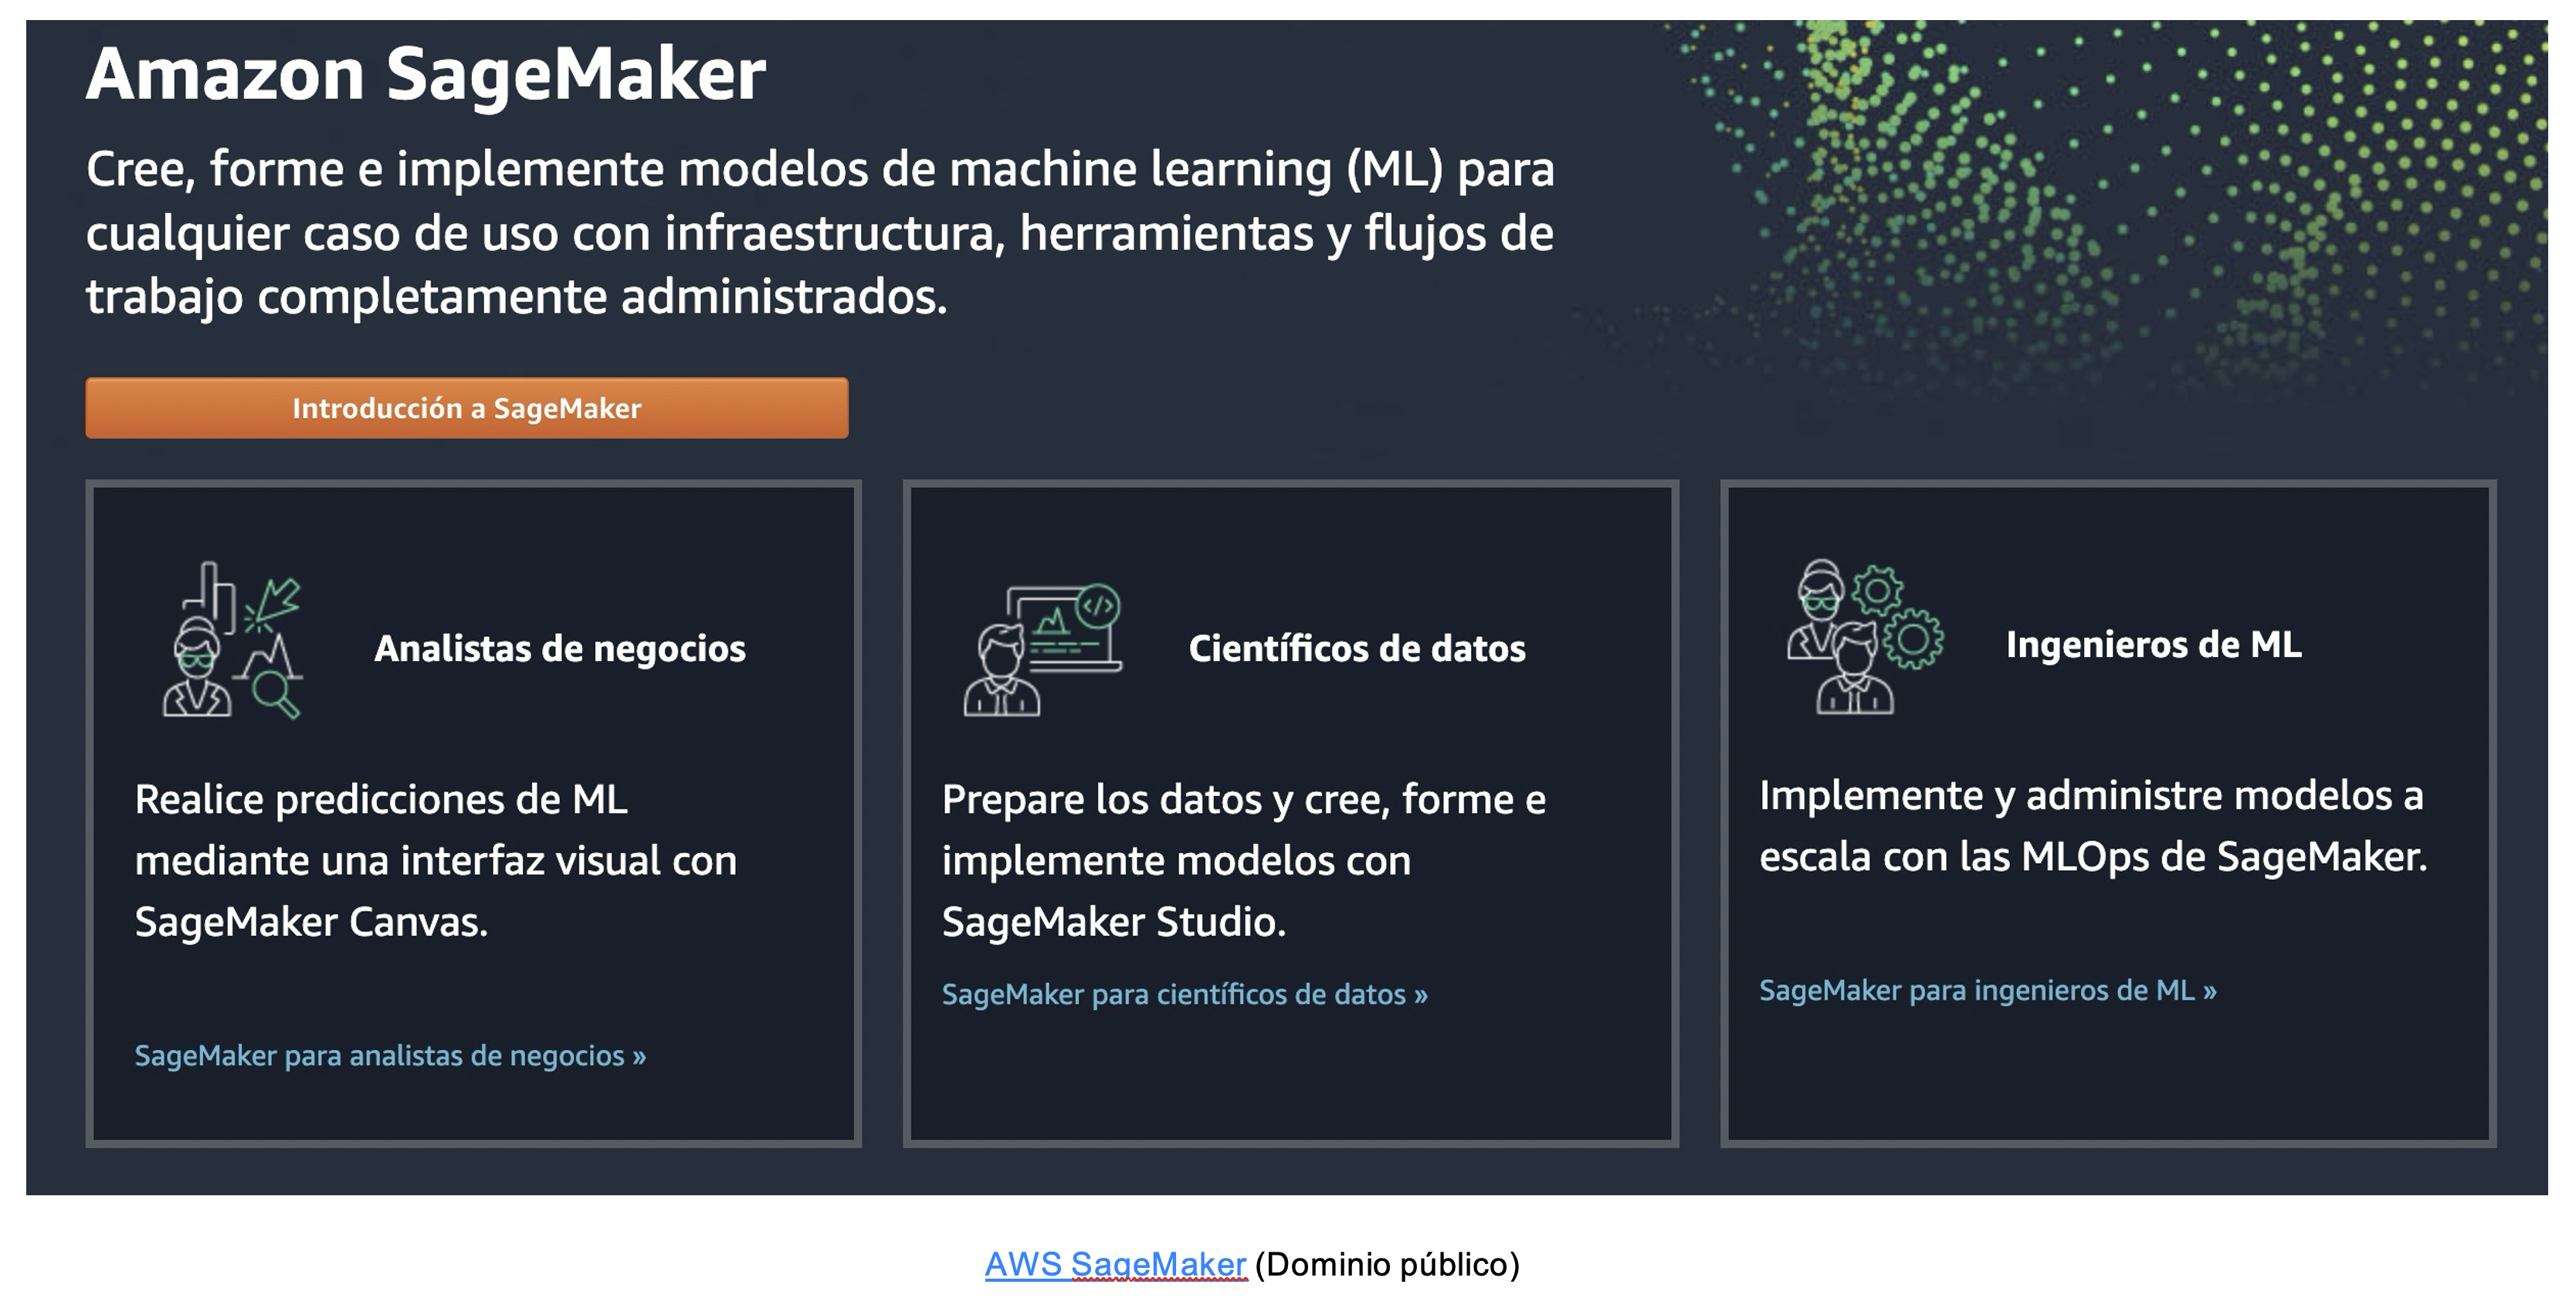 Amazon SageMaker
Cree, forme e implemente modelos de machine learning (ML) para
cualquier caso de uso con infraestructura, herramientas y flujos de
trabajo completamente administrados.
Introducción a SageMaker
Analistas de negocios
Realice predicciones de ML
mediante una interfaz visual con
SageMaker Canvas.
SageMaker para analistas de negocios »
Científicos de datos
Prepare los datos y cree, forme e
implemente modelos con
SageMaker Studio.
SageMaker para científicos de datos »
Ingenieros de ML
Implemente y administre modelos a
escala con las MLOps de SageMaker.
SageMaker para ingenieros de ML »
AWS SageMaker (Dominio público)